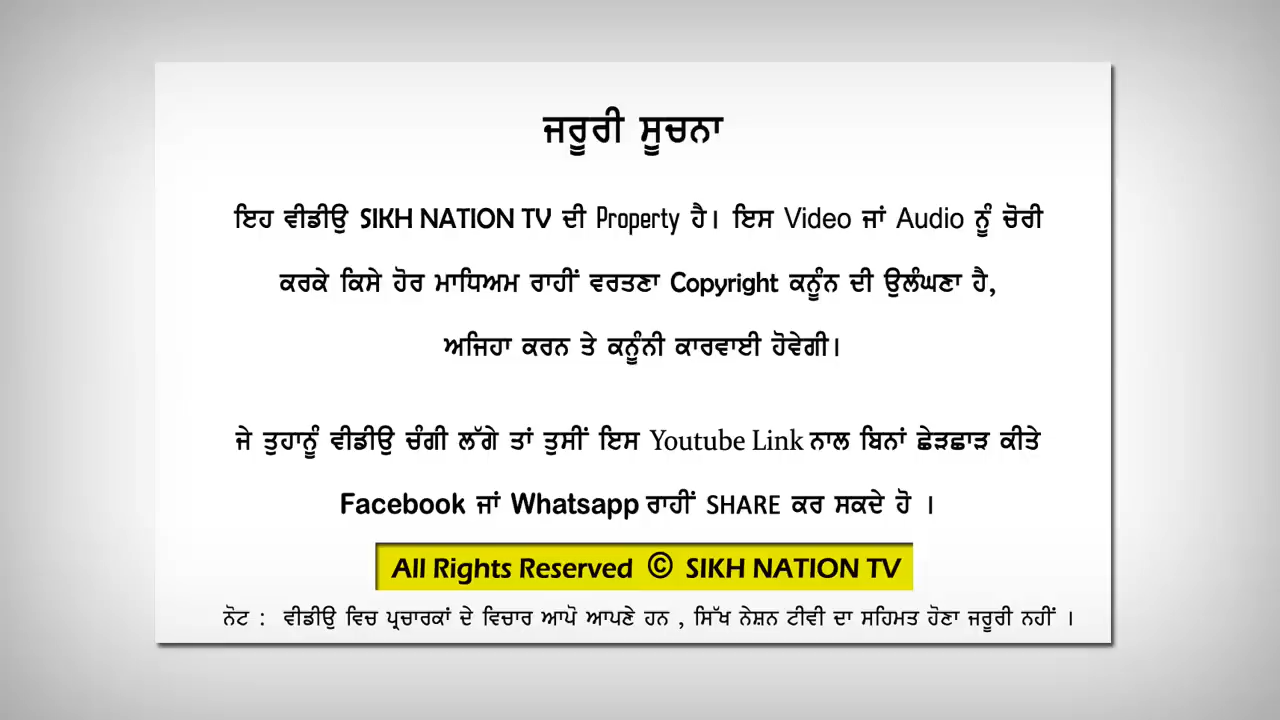 ਜਰੂਰੀ ਸੂਚਨਾ
ਇਹ ਵੀਡੀਉ SIKH NATION TV ਦੀ Property ਹੈ। ਇਸ Video ਜਾਂ Audio ਨੂੰ ਚੋਰੀ
ਕਰਕੇ ਕਿਸੇ ਹੋਰ ਮਾਧਿਅਮ ਰਾਹੀਂ ਵਰਤਣਾ Copyright ਕਨੂੰਨ ਦੀ ਉਲੰਘਣਾ ਹੈ,
ਅਜਿਹਾ ਕਰਨ ਤੇ ਕਨੂੰਨੀ ਕਾਰਵਾਈ ਹੋਵੇਗੀ।
ਜੇ ਤੁਹਾਨੂੰ ਵੀਡੀਉ ਚੰਗੀ ਲੱਗੇ ਤਾਂ ਤੁਸੀਂ ਇਸ Youtube Link ਨਾਲ ਬਿਨਾਂ ਛੇੜਛਾੜ ਕੀਤੇ
Facebook ਜਾਂ Whatsapp ਰਾਹੀਂ SHARE ਕਰ ਸਕਦੇ ਹੋ ।
All Rights Reserved © SIKH NATION TV
ਨੋਟ : ਵੀਡੀਉ ਵਿਚ ਪ੍ਰਚਾਰਕਾਂ ਦੇ ਵਿਚਾਰ ਆਪੋ ਆਪਣੇ ਹਨ , ਸਿੱਖ ਨੇਸ਼ਨ ਟੀਵੀ ਦਾ ਸਹਿਮਤ ਹੋਣਾ ਜਰੂਰੀ ਨਹੀਂ ।